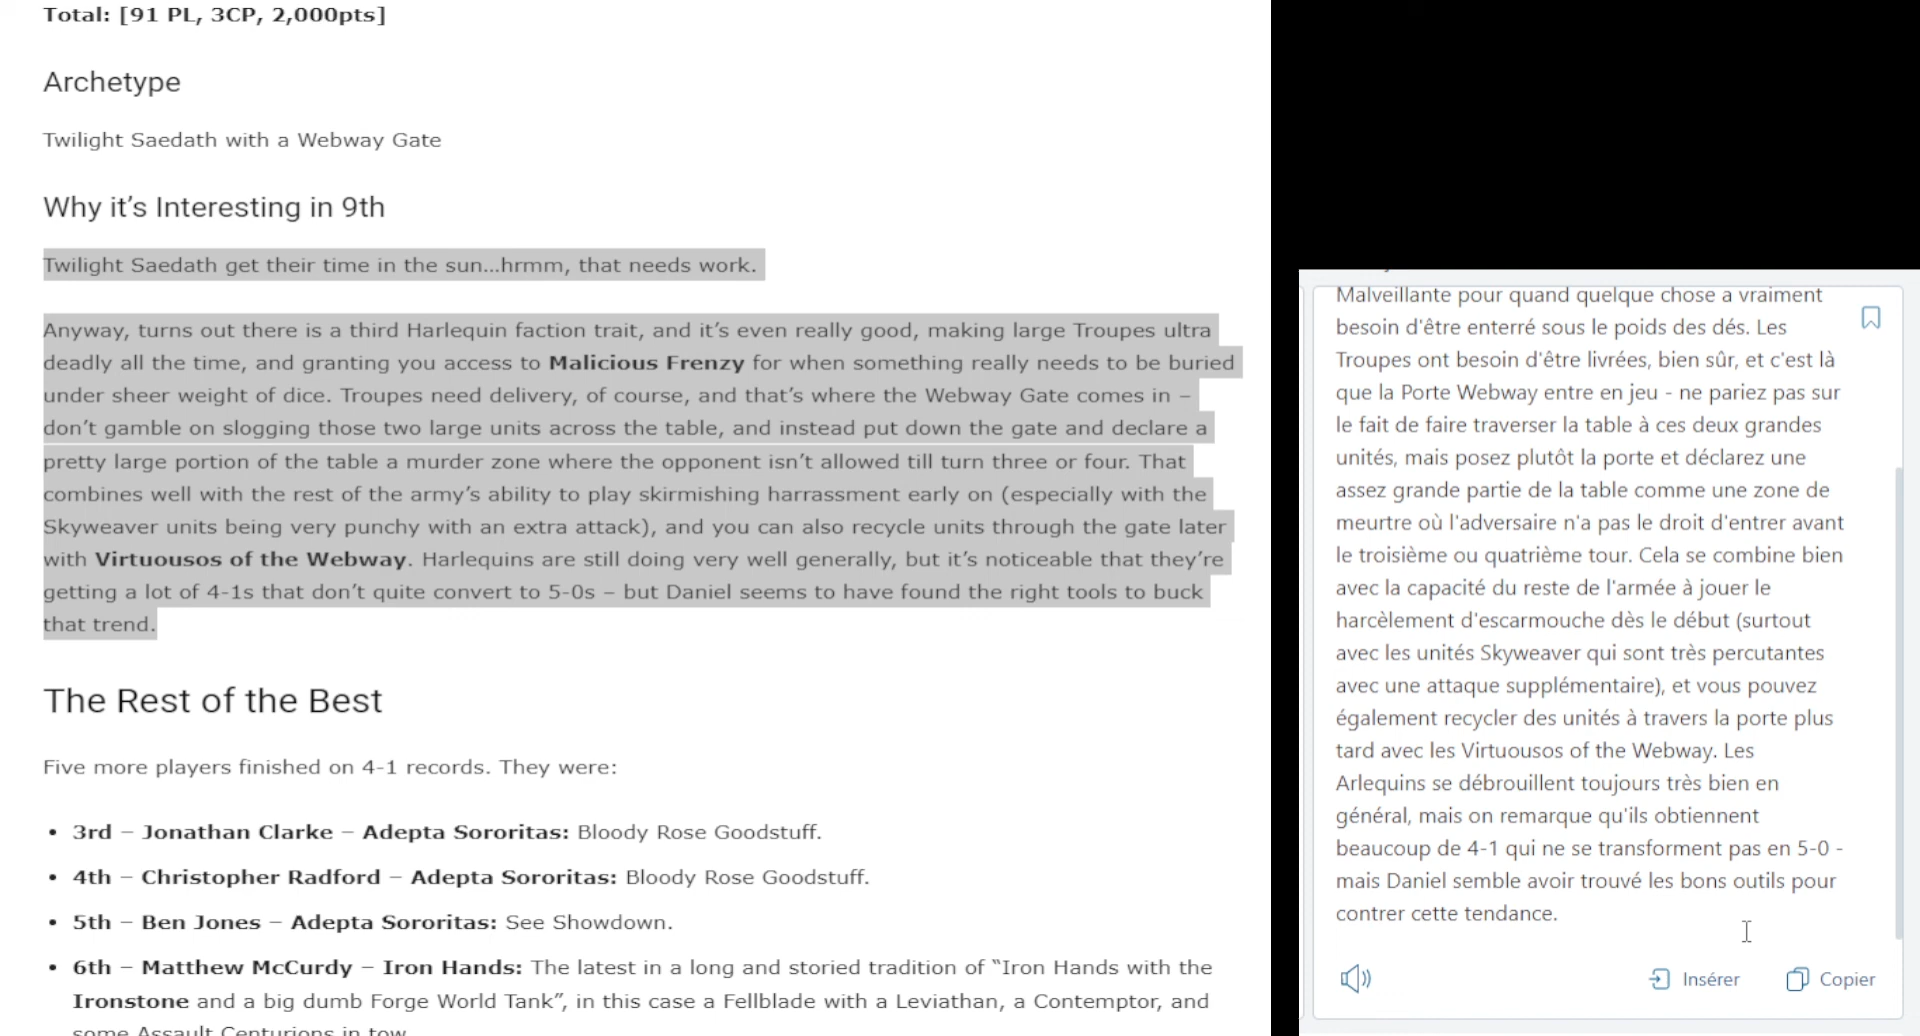 Total: [91 PL, 3CP, 2,000pts]
Archetype
Twilight Saedath with a Webway Gate
Why it’s Interesting in 9th
Twilight Saedath get their time in the sun…hrmm, that needs work.
Anyway, turns out there is a third Harlequin faction trait, and it’s even really good, making large Troupes ultra
deadly all the time, and granting you access to Malicious Frenzy for when something really needs to be buried
under sheer weight of dice. Troupes need delivery, of course, and that’s where the Webway Gate comes in –
don’t gamble on slogging those two large units across the table, and instead put down the gate and declare a
pretty large portion of the table a murder zone where the opponent isn’t allowed till turn three or four. That
combines well with the rest of the army’s ability to play skirmishing harrassment early on (especially with the
Skyweaver units being very punchy with an extra attack), and you can also recycle units through the gate later
with Virtuousos of the Webway. Harlequins are still doing very well generally, but it’s noticeable that they’re
getting a lot of 4-1s that don’t quite convert to 5-0s – but Daniel seems to have found the right tools to buck
that trend.
The Rest of the Best
Five more players finished on 4-1 records. They were:
• 3rd – Jonathan Clarke – Adepta Sororitas: Bloody Rose Goodstuff.
• 4th – Christopher Radford – Adepta Sororitas: Bloody Rose Goodstuff.
• 5th – Ben Jones – Adepta Sororitas: See Showdown.
• 6th – Matthew McCurdy – Iron Hands: The latest in a long and storied tradition of “Iron Hands with the
Ironstone and a big dumb Forge World Tank”, in this case a Fellblade with a Leviathan, a Contemptor, and
some Assault Centurions in tow.
Malveillante pour quand quelque chose a vraiment
besoin d'être enterré sous le poids des dés. Les
Troupes ont besoin d'être livrées, bien sûr, et c'est là
que la Porte Webway entre en jeu - ne pariez pas sur
le fait de faire traverser la table à ces deux grandes
unités, mais posez plutôt la porte et déclarez une
assez grande partie de la table comme une zone de
meurtre où l'adversaire n'a pas le droit d'entrer avant
le troisième ou quatrième tour. Cela se combine bien
avec la capacité du reste de l'armée à jouer le
harcèlement d'escarmouche dès le début (surtout
avec les unités Skyweaver qui sont très percutantes
avec une attaque supplémentaire), et vous pouvez
également recycler des unités à travers la porte plus
tard avec les Virtuousos of the Webway. Les
Arlequins se débrouillent toujours très bien en
général, mais on remarque qu'ils obtiennent
beaucoup de 4-1 qui ne se transforment pas en 5-0 -
mais Daniel semble avoir trouvé les bons outils pour
contrer cette tendance.
Insérer
Copier